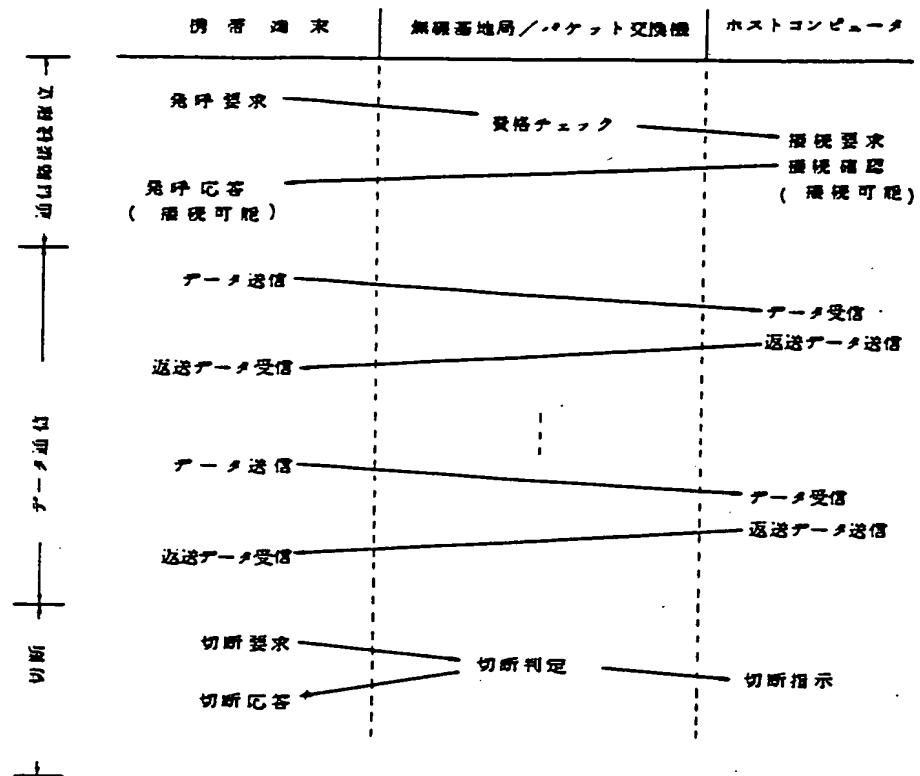 携帯端末
無線基地局/パケット交換機
ホストコンピュータ
通信路接続確立
発呼要求
資格チェック
接続要求
接続確認
(接続可能)
発呼応答
(接続可能)
データ通信
データ送信
データ受信
返送データ送信
返送データ受信
データ送信
データ受信
返送データ送信
返送データ受信
切断
切断要求
切断判定
切断指示
切断応答